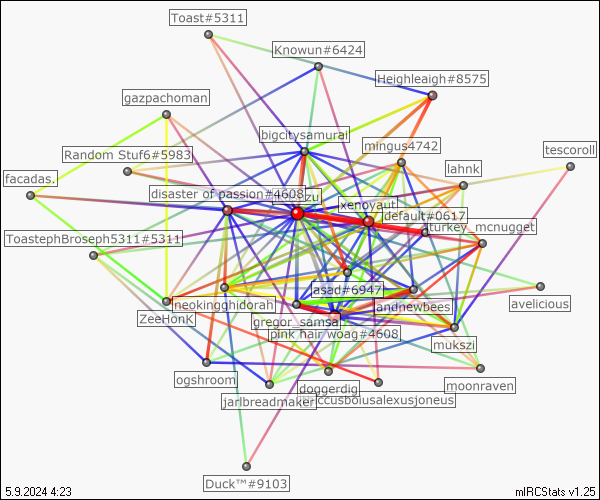 Toast#5311
Knowun#6424
Heighleaigh#8575
gazpachoman
bigcitysamurai
mingus4742
tescoroll
Random Stuf6#5983
lahnk
facadas.
disaster of passion#4608
zu
xenoyaut
default#0617
turkey_mcnugget
ToastephBroseph5311#5311
asad#6947
neokingghidorah
andnewbees
avelicious
ZeeHonK
gregor_samsa
pink hair woag#4608
mukszi
ogshroom
doggerdig
moonraven
jarlbreadmaker
ccusboiusalexusjoneus
Duck™#9103
5.9.2024 4:23
mIRCStats v1.25